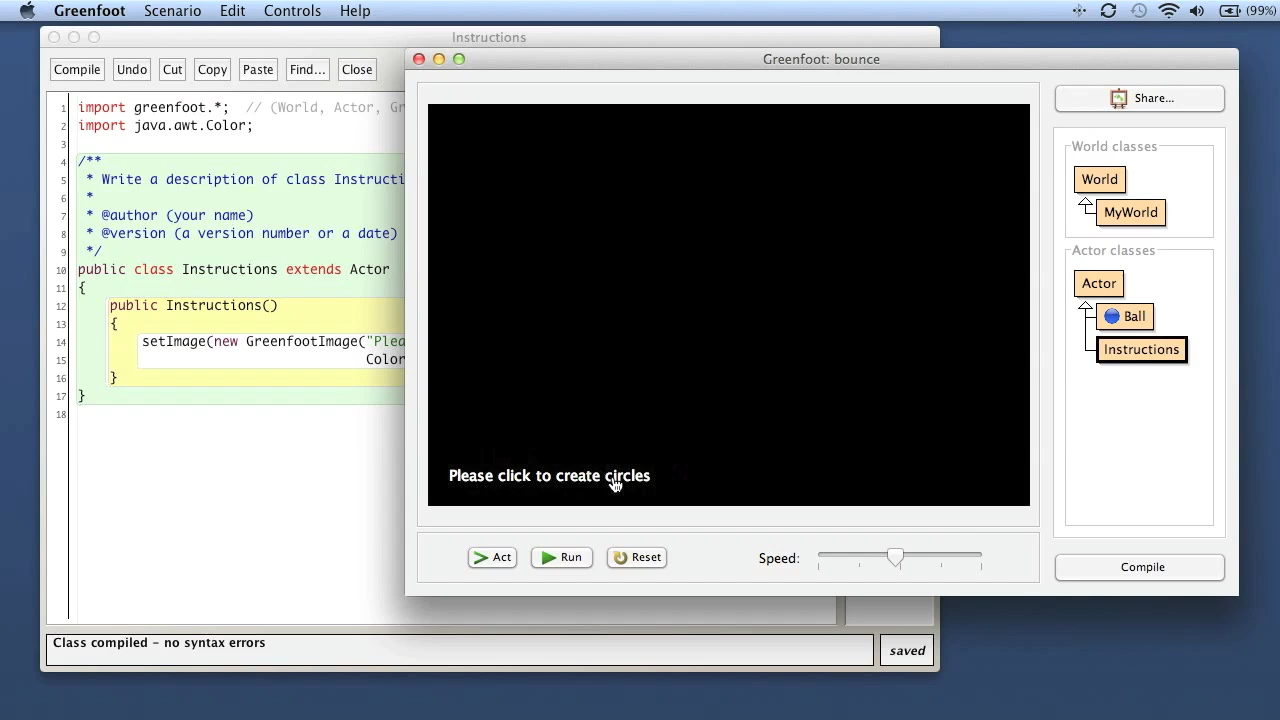 Greenfoot Scenario Edit Controls Help (99%)
Instructions
Compile Undo Cut Copy Paste Find... Close
1 import greenfoot.*;  // (World, Actor, Gr
2 import java.awt.Color;
3
4 /**
5  * Write a description of class Instructi
6  *
7  * @author (your name)
8  * @version (a version number or a date)
9  */
10 public class Instructions extends Actor
11 {
12     public Instructions()
13     {
14         setImage(new GreenfootImage("Plea
15                                     Color
16     }
17 }
18
Class compiled - no syntax errors
saved
Greenfoot: bounce
Please click to create circles
Act Run Reset Speed:
Share...
World classes
World
MyWorld
Actor classes
Actor
Ball
Instructions
Compile